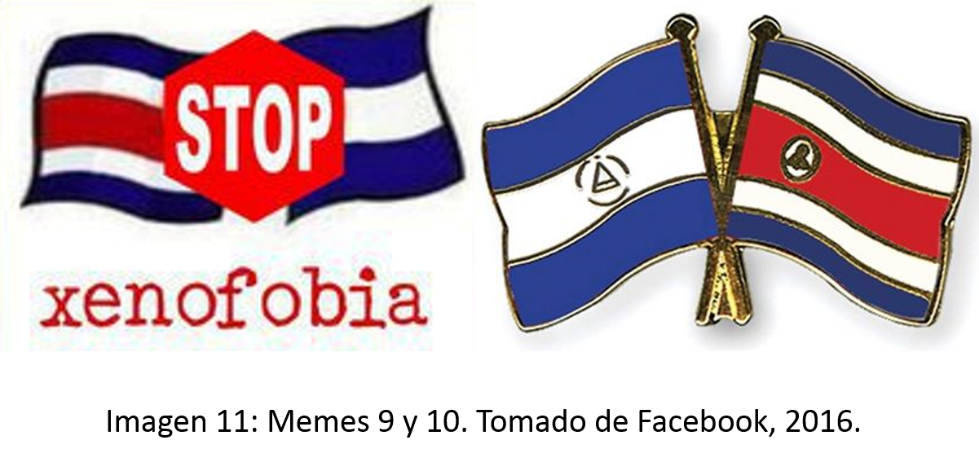 STOP
xenofobia
Imagen 11: Memes 9 y 10. Tomado de Facebook, 2016.